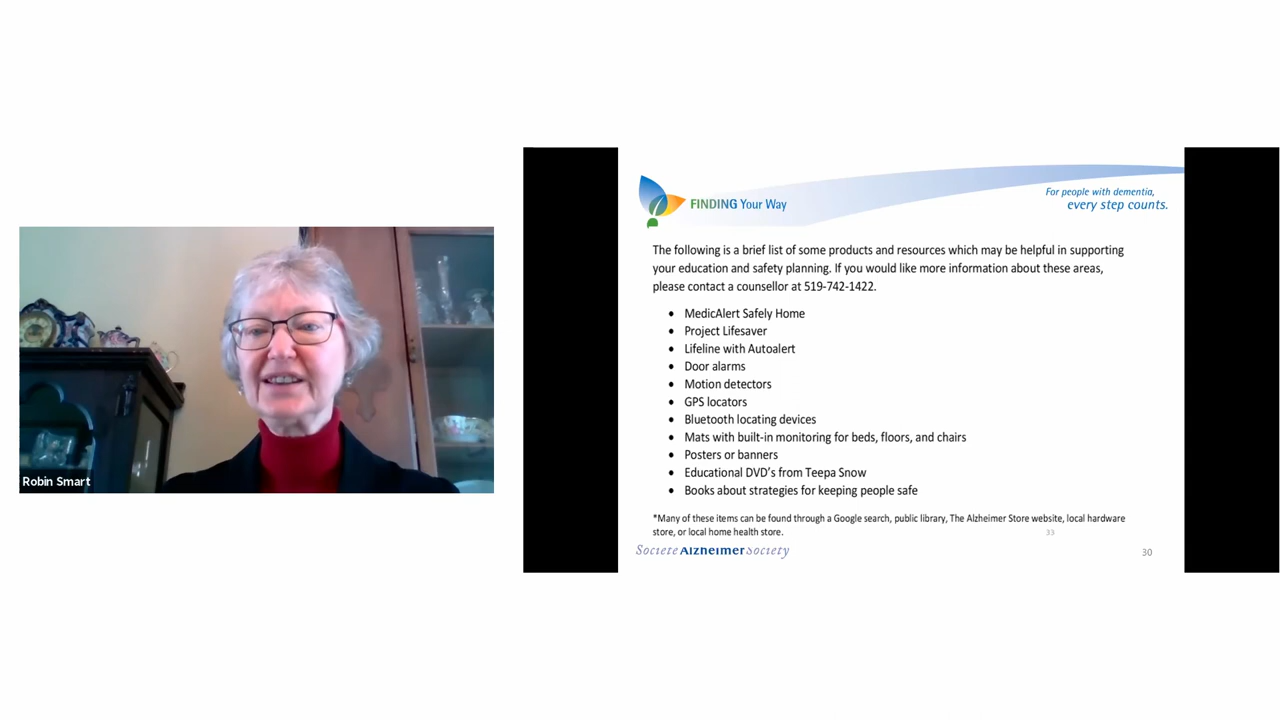 Robin Smart
FINDING Your Way
For people with dementia,
every step counts.
The following is a brief list of some products and resources which may be helpful in supporting
your education and safety planning. If you would like more information about these areas,
please contact a counsellor at 519-742-1422.
• MedicAlert Safely Home
• Project Lifesaver
• Lifeline with Autoalert
• Door alarms
• Motion detectors
• GPS locators
• Bluetooth locating devices
• Mats with built-in monitoring for beds, floors, and chairs
• Posters or banners
• Educational DVD's from Teepa Snow
• Books about strategies for keeping people safe
*Many of these items can be found through a Google search, public library, The Alzheimer Store website, local hardware
store, or local home health store.
33
Societe Alzheimer Society
30